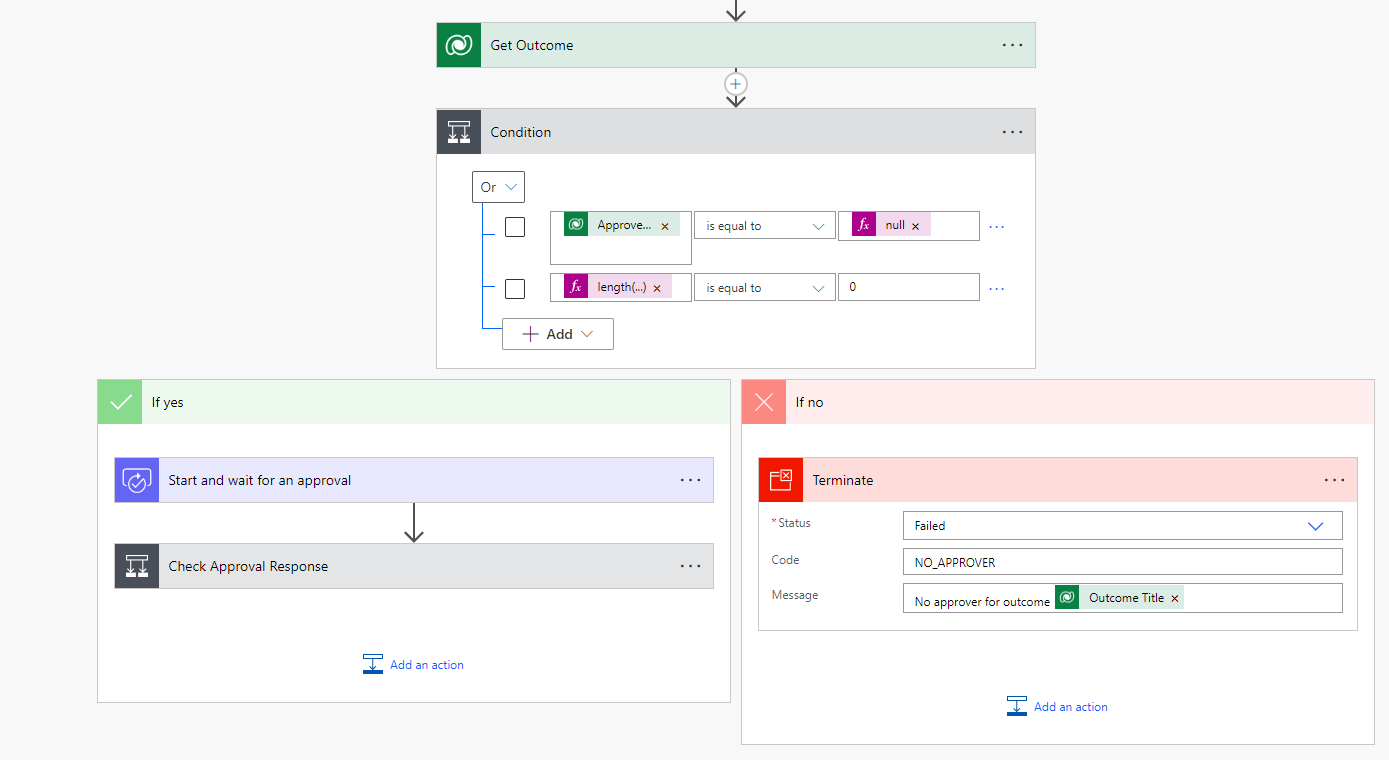 Get Outcome
Condition
Or
Approve... × is equal to fx null ×
fx length(...) × is equal to 0
+ Add
If yes
If no
Start and wait for an approval
Terminate
* Status Failed
Check Approval Response
Code NO_APPROVER
Message No approver for outcome Outcome Title ×
Add an action
Add an action